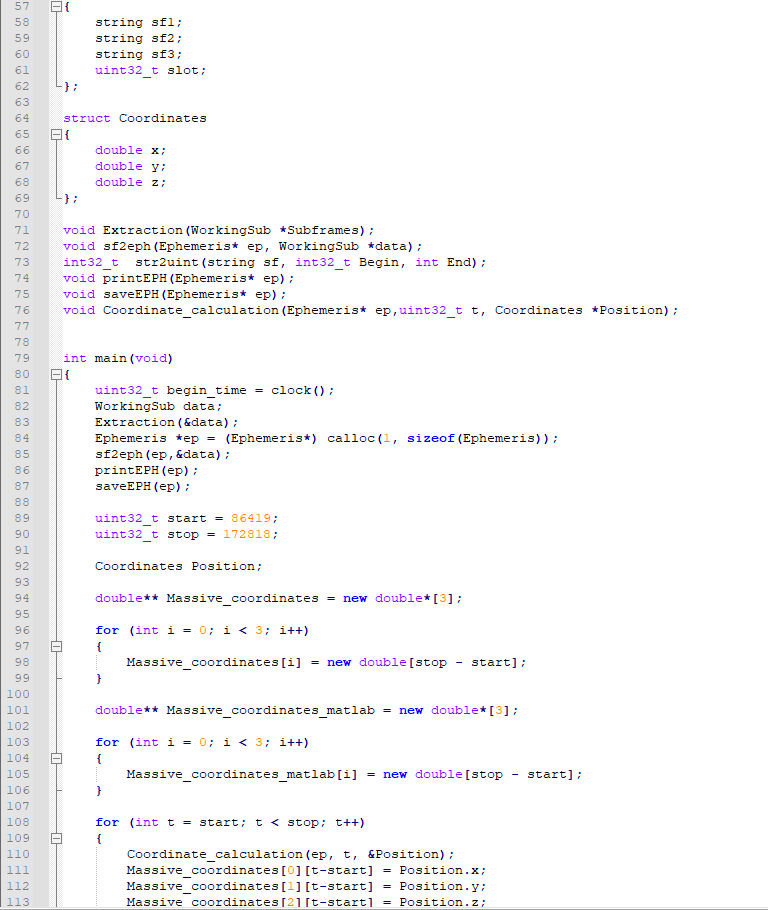 57 {
58     string sf1;
59     string sf2;
60     string sf3;
61     uint32_t slot;
62 };
63
64 struct Coordinates
65 {
66     double x;
67     double y;
68     double z;
69 };
70
71 void Extraction(WorkingSub *Subframes);
72 void sf2eph(Ephemeris* ep, WorkingSub *data);
73 int32_t  str2uint(string sf, int32_t Begin, int End);
74 void printEPH(Ephemeris* ep);
75 void saveEPH(Ephemeris* ep);
76 void Coordinate_calculation(Ephemeris* ep,uint32_t t, Coordinates *Position);
77
78
79 int main(void)
80 {
81     uint32_t begin_time = clock();
82     WorkingSub data;
83     Extraction(&data);
84     Ephemeris *ep = (Ephemeris*) calloc(1, sizeof(Ephemeris));
85     sf2eph(ep,&data);
86     printEPH(ep);
87     saveEPH(ep);
88
89     uint32_t start = 86419;
90     uint32_t stop = 172818;
91
92     Coordinates Position;
93
94     double** Massive_coordinates = new double*[3];
95
96     for (int i = 0; i < 3; i++)
97     {
98         Massive_coordinates[i] = new double[stop - start];
99     }
100
101     double** Massive_coordinates_matlab = new double*[3];
102
103     for (int i = 0; i < 3; i++)
104     {
105         Massive_coordinates_matlab[i] = new double[stop - start];
106     }
107
108     for (int t = start; t < stop; t++)
109     {
110         Coordinate_calculation(ep, t, &Position);
111         Massive_coordinates[0][t-start] = Position.x;
112         Massive_coordinates[1][t-start] = Position.y;
113         Massive_coordinates[2][t-start] = Position.z;